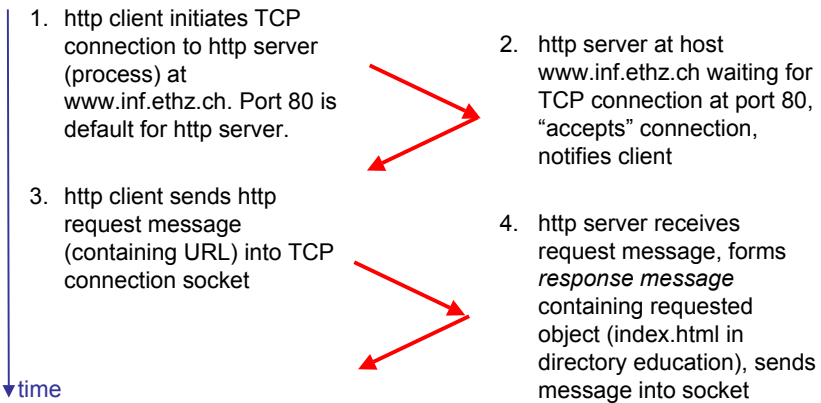 1. http client initiates TCP
connection to http server
(process) at
www.inf.ethz.ch. Port 80 is
default for http server.
2. http server at host
www.inf.ethz.ch waiting for
TCP connection at port 80,
“accepts” connection,
notifies client
3. http client sends http
request message
(containing URL) into TCP
connection socket
4. http server receives
request message, forms
response message
containing requested
object (index.html in
directory education), sends
message into socket
time